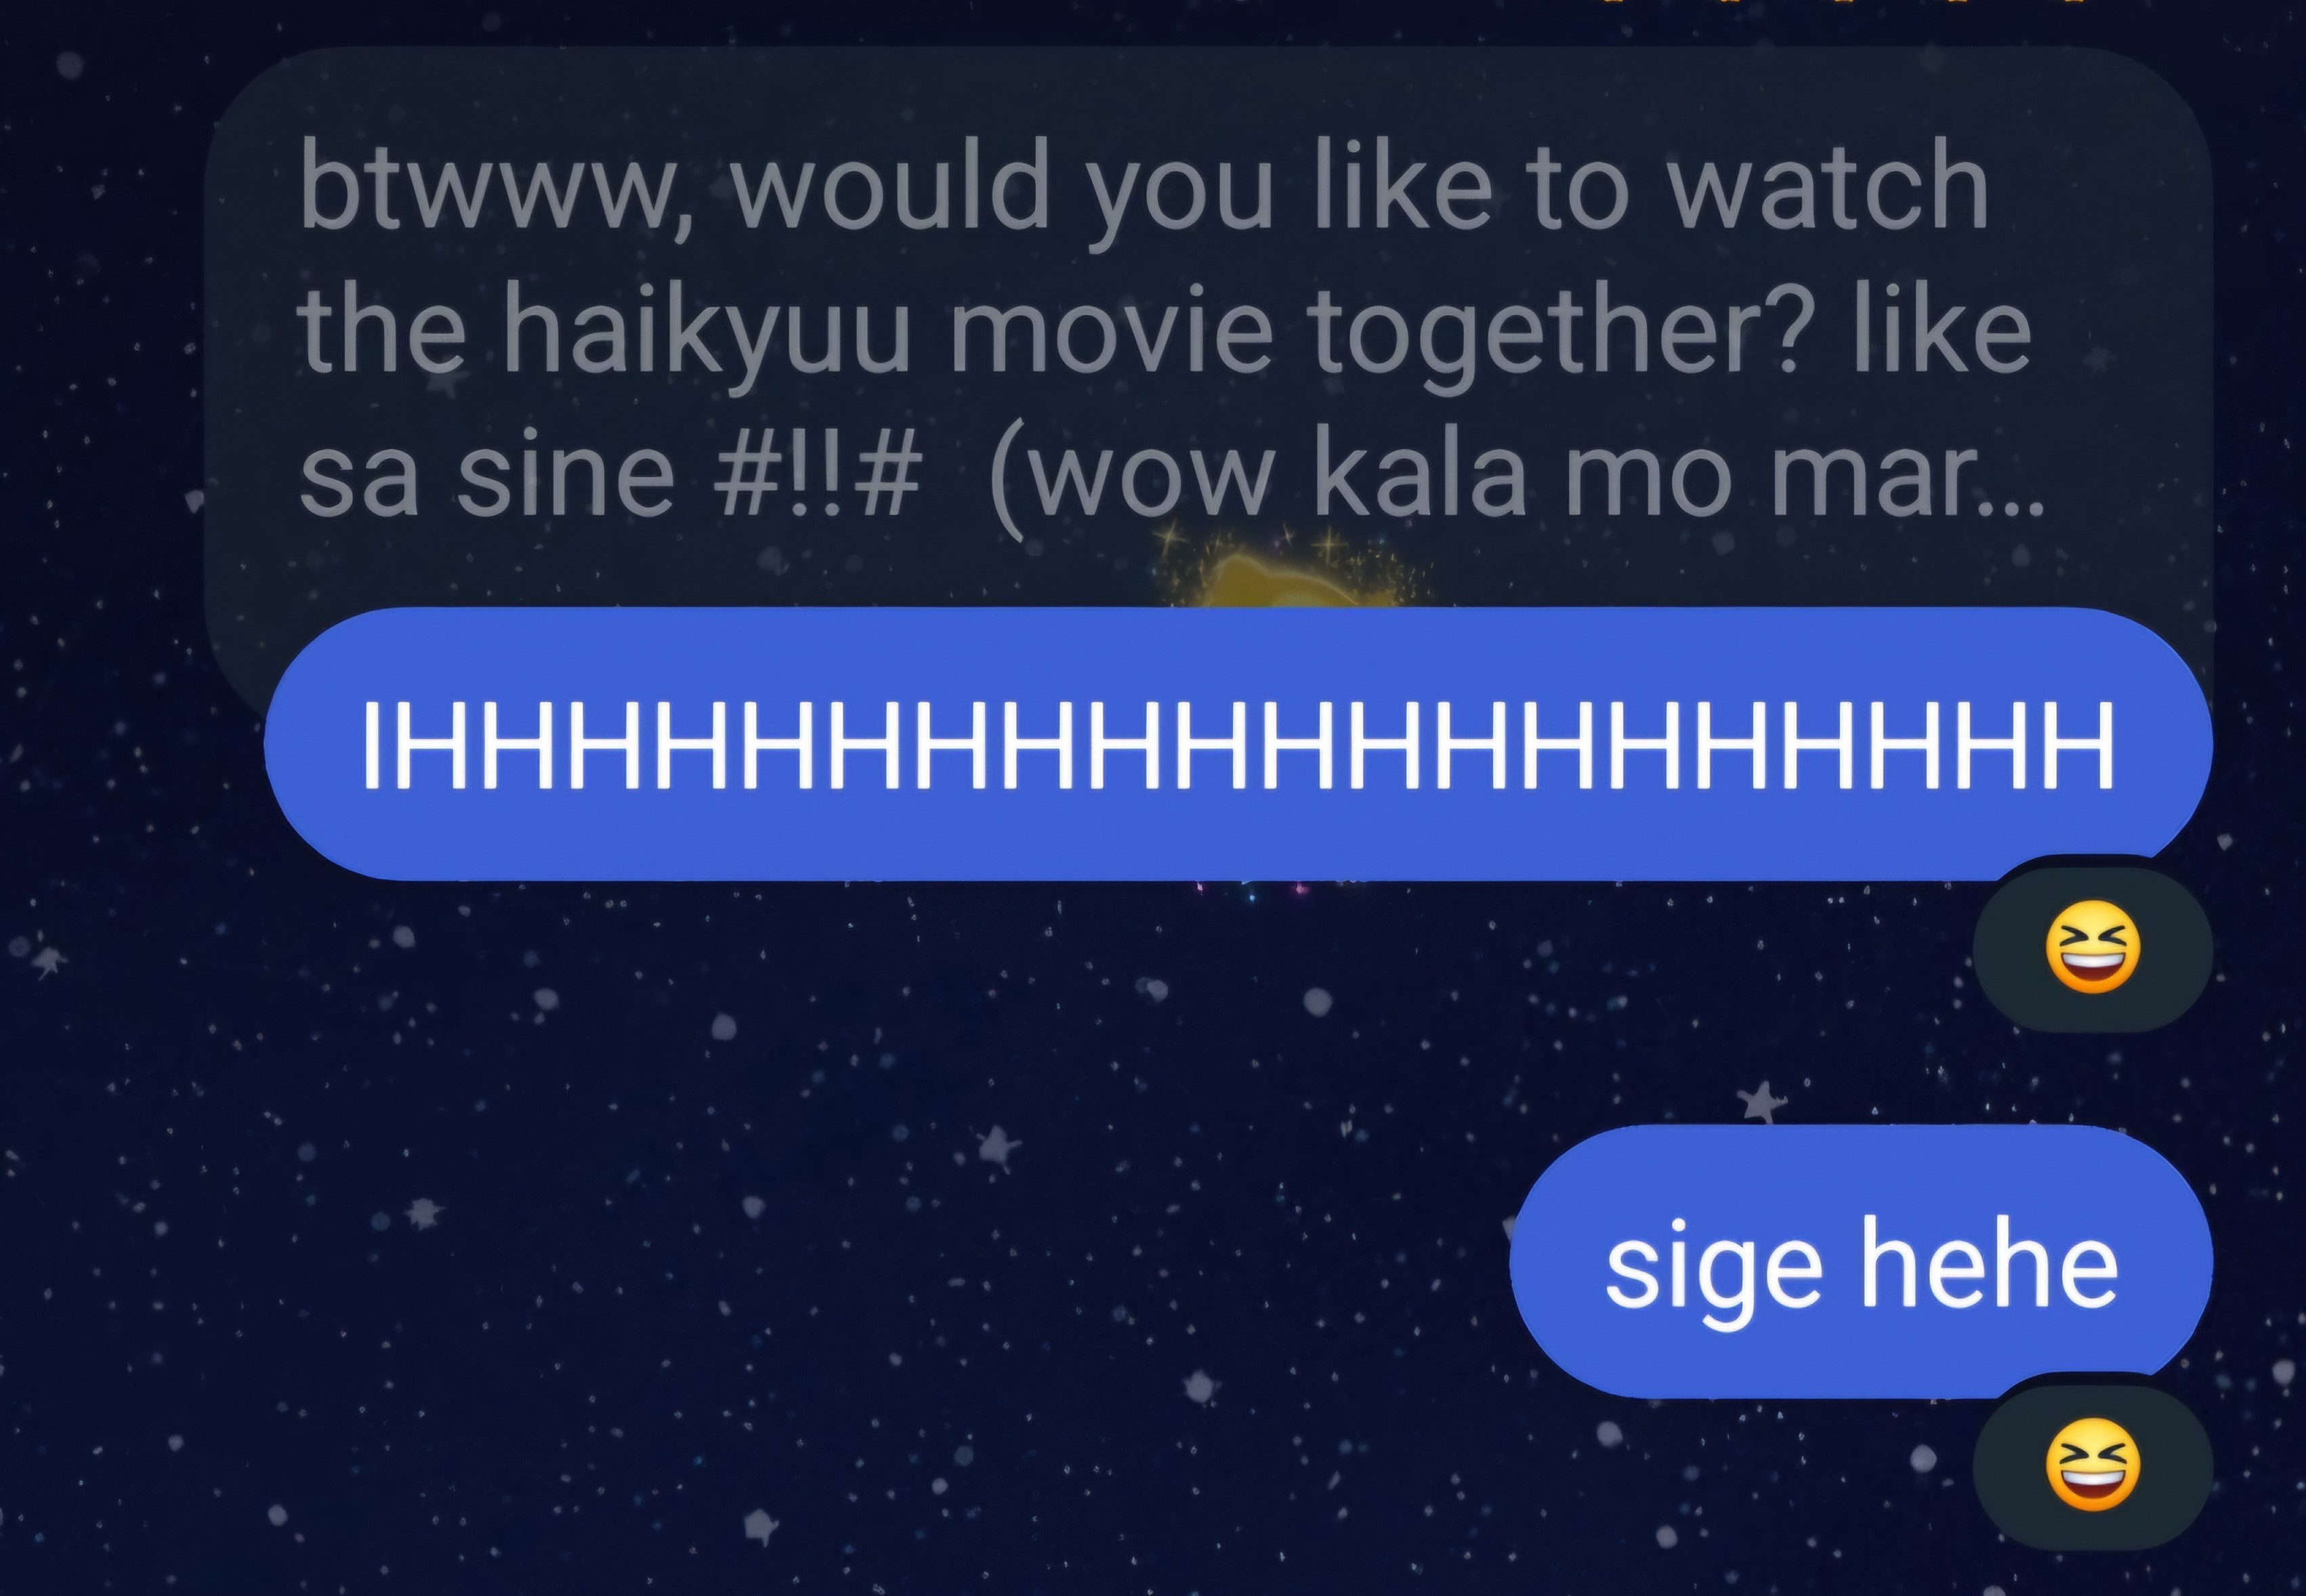 btwww, would you like to watch
the haikyuu movie together? like
sa sine #!!# (wow kala mo mar...
IHHHHHHHHHHHHHHHHHHHH
sige hehe